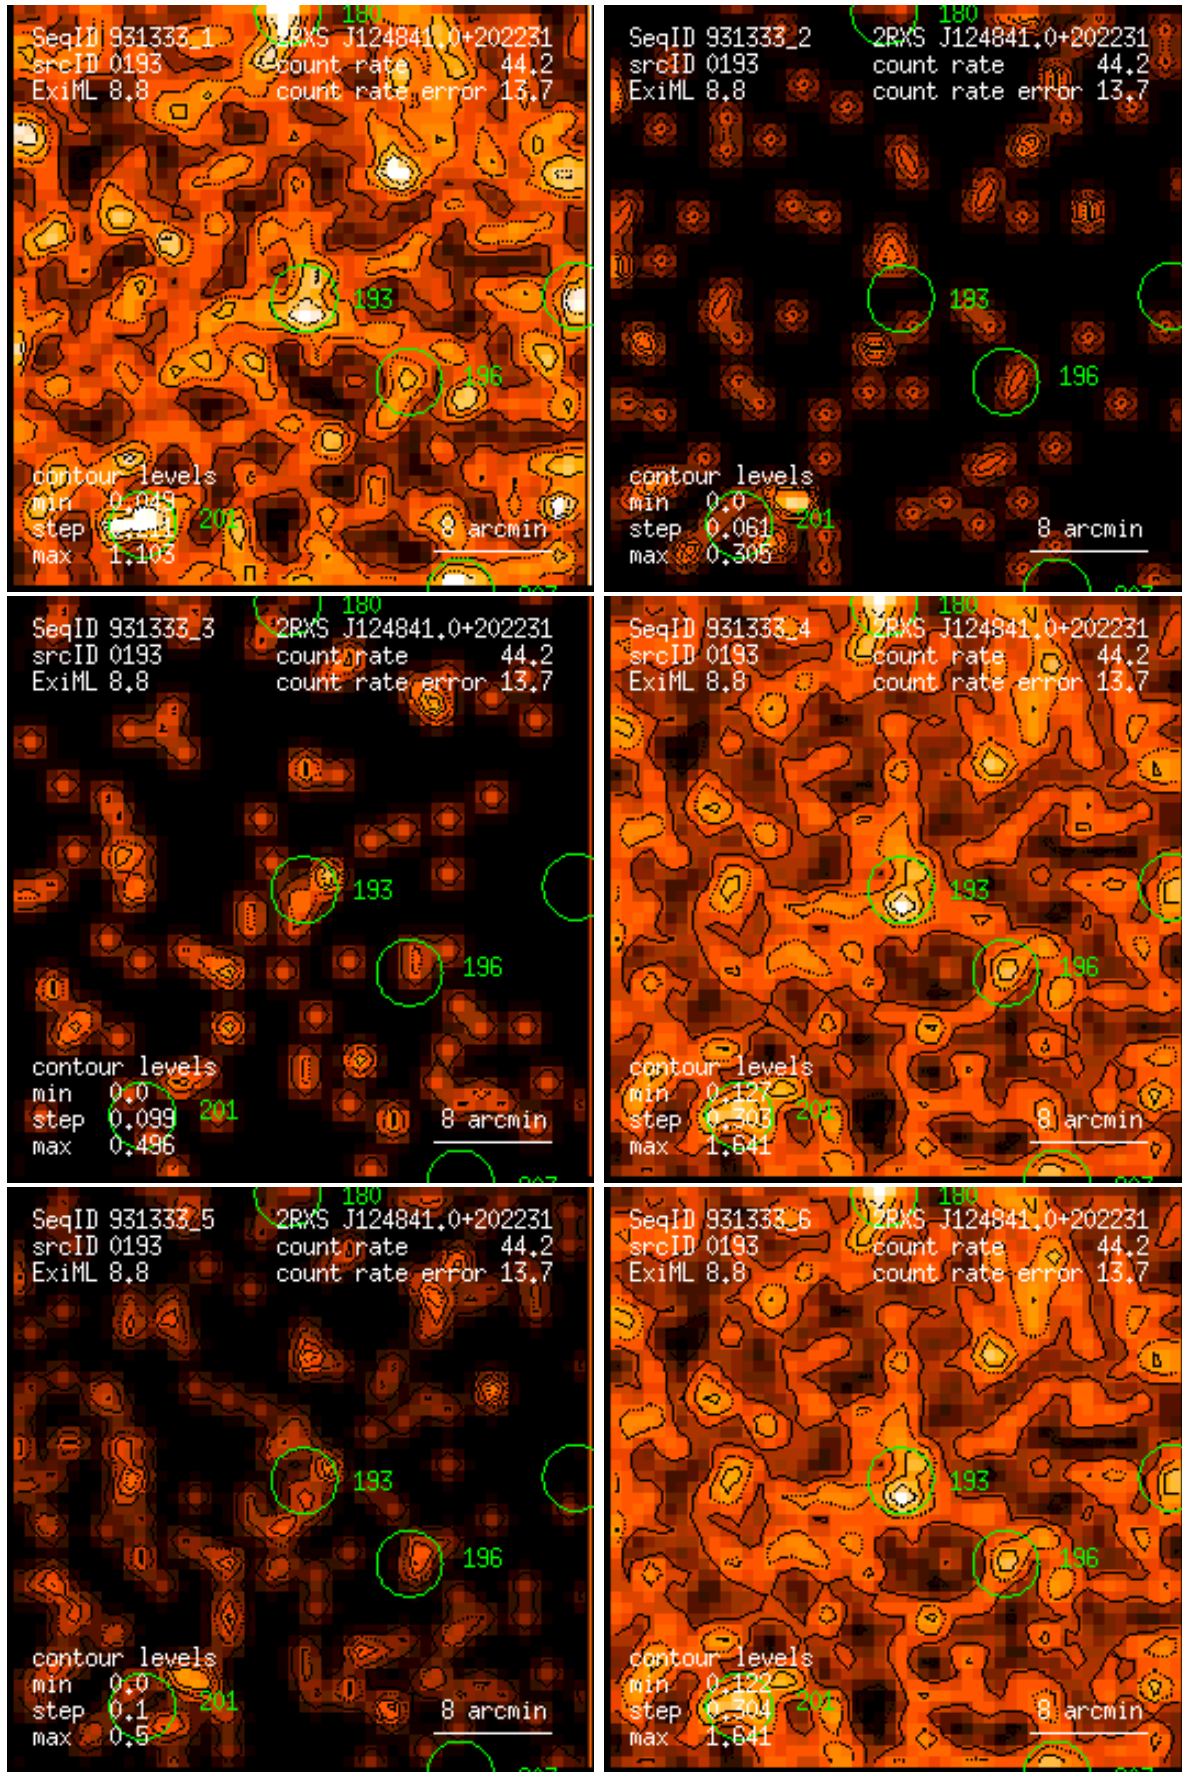 180
SeqID 931333_1 2RXS J124841.0+202231
srcID 0193 count rate 44.2
ExiML 8.8 count rate error 13.7
193
196
contour levels
min 0.049
step
201
8 arcmin
max 1.103
180
SeqID 931333_2 2RXS J124841.0+202231
srcID 0193 count rate 44.2
ExiML 8.8 count rate error 13.7
193
196
contour levels
min 0.0
step 0.061
201
8 arcmin
max 0.305
180
SeqID 931333_3 2RXS J124841.0+202231
srcID 0193 count rate 44.2
ExiML 8.8 count rate error 13.7
193
196
contour levels
min 0.0
step 0.099
201
8 arcmin
max 0.496
180
SeqID 931333_4 2RXS J124841.0+202231
srcID 0193 count rate 44.2
ExiML 8.8 count rate error 13.7
193
196
contour levels
min 0.127
step 0.303
201
8 arcmin
max 1.641
180
SeqID 931333_5 2RXS J124841.0+202231
srcID 0193 count rate 44.2
ExiML 8.8 count rate error 13.7
193
196
contour levels
min 0.0
step 0.1
201
8 arcmin
max 0.5
180
SeqID 931333_6 2RXS J124841.0+202231
srcID 0193 count rate 44.2
ExiML 8.8 count rate error 13.7
193
196
contour levels
min 0.122
step 0.304
201
8 arcmin
max 1.641